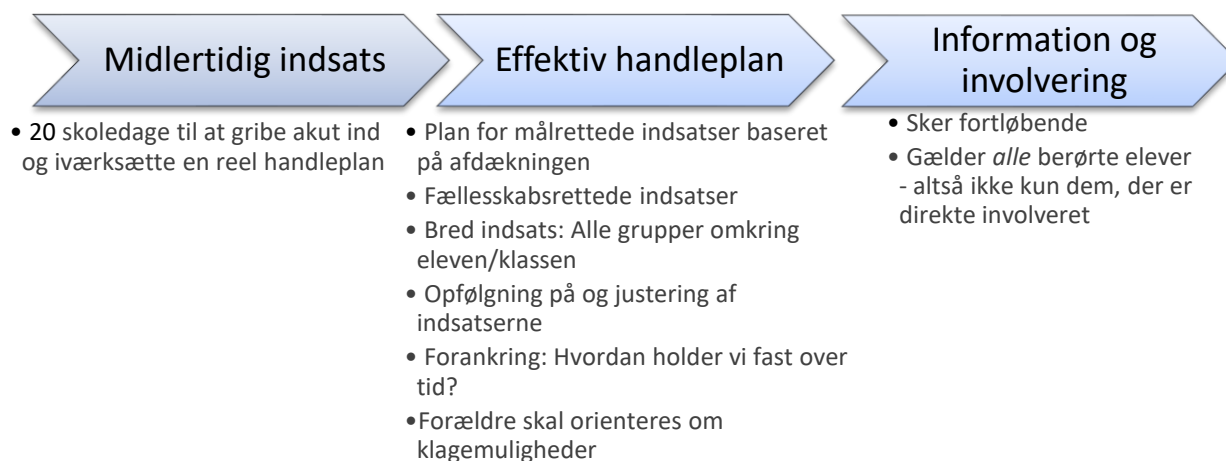 Midlertidig indsats
• 20 skoledage til at gribe akut ind
og iværksætte en reel handleplan
Effektiv handleplan
• Plan for målrettede indsatser baseret
på afdækningen
• Fællesskabsrettede indsatser
• Bred indsats: Alle grupper omkring
eleven/klassen
• Opfølgning på og justering af
indsatserne
• Forankring: Hvordan holder vi fast over
tid?
•Forældre skal orienteres om
klagemuligheder
Information og
involvering
• Sker fortløbende
• Gælder alle berørte elever
- altså ikke kun dem, der er
direkte involveret